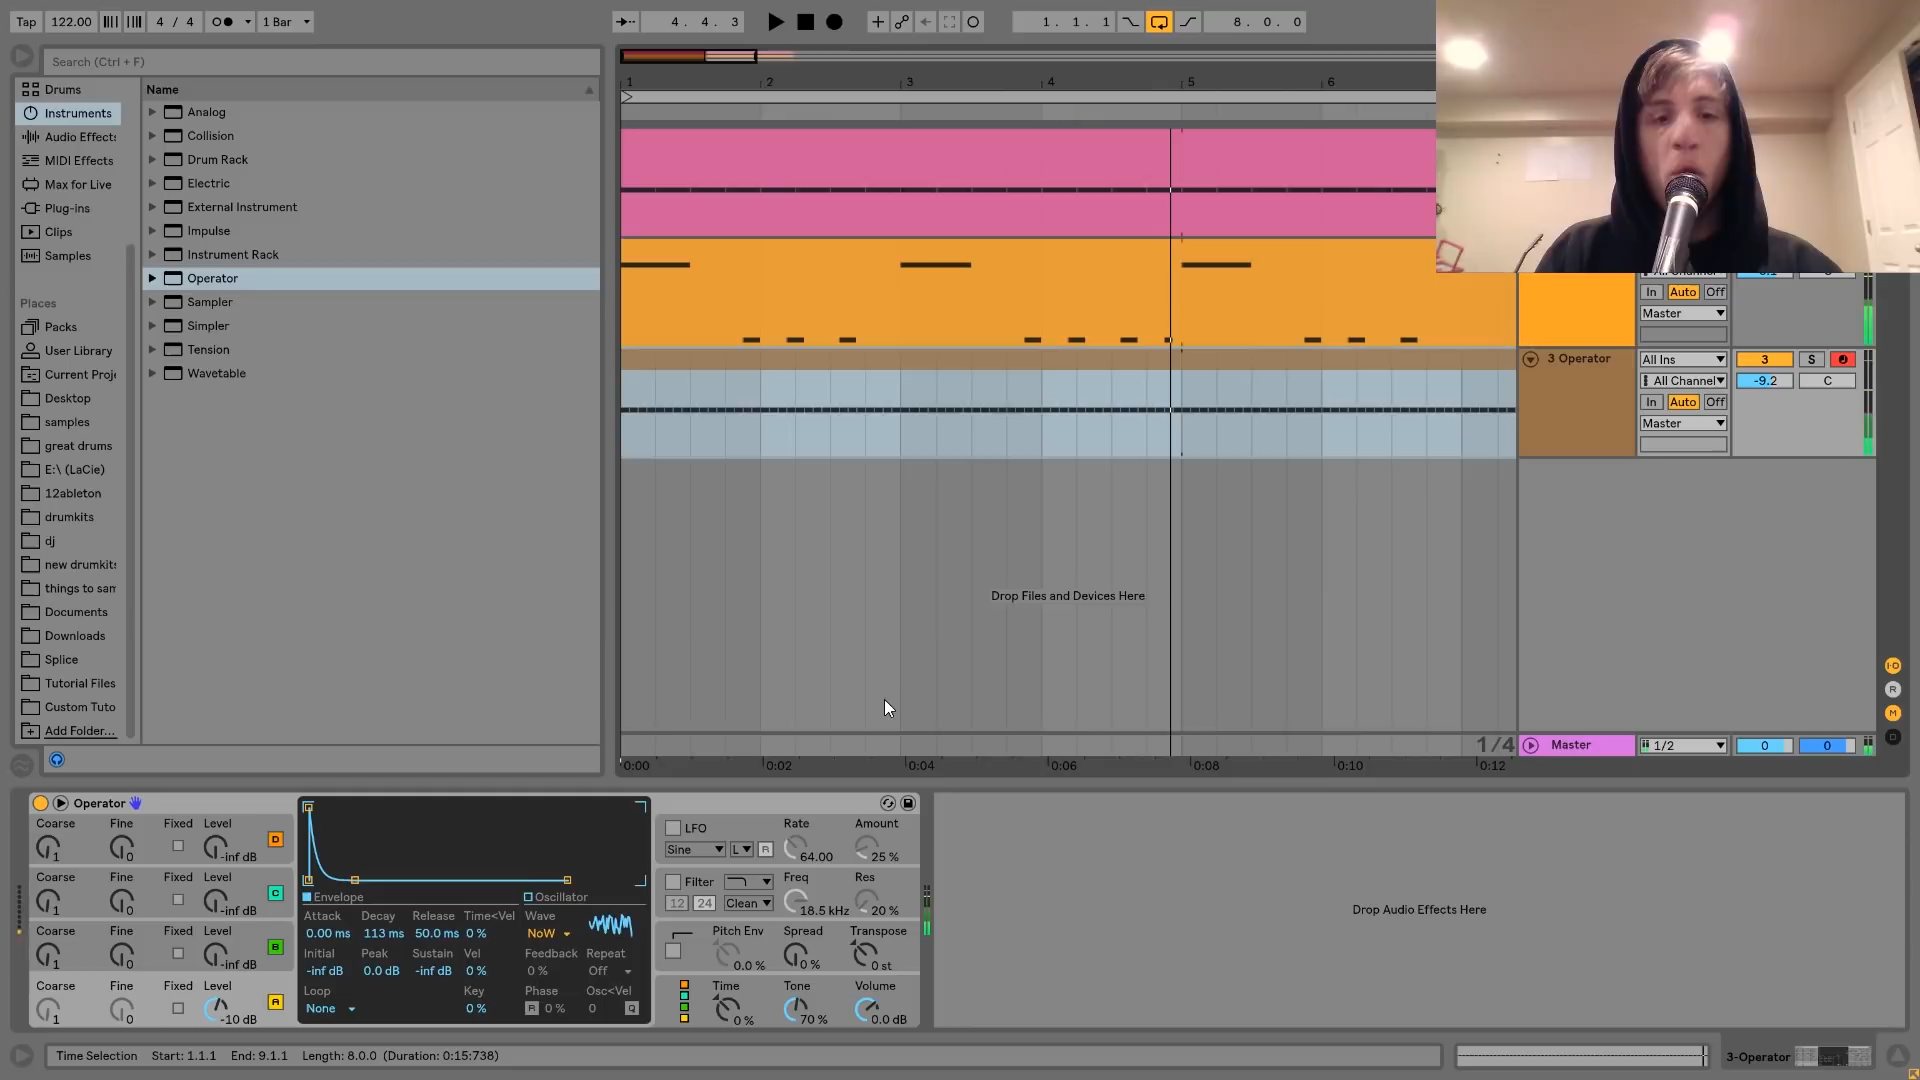 Tap 122.00 4 / 4 1 Bar 4. 4. 3 1. 1. 1 8. 0. 0
Search (Ctrl + F)
Drums
Instruments
Audio Effects
MIDI Effects
Max for Live
Plug-ins
Clips
Samples
Places
Packs
User Library
Current Proje
Desktop
samples
great drums
E:\ (LaCie)
12ableton
drumkits
dj
new drumkits
things to sam
Documents
Downloads
Splice
Tutorial Files
Custom Tuto
Add Folder...
Name
Analog
Collision
Drum Rack
Electric
External Instrument
Impulse
Instrument Rack
Operator
Sampler
Simpler
Tension
Wavetable
1 2 3 4 5 6
Drop Files and Devices Here
1/4
0:00 0:02 0:04 0:06 0:08 0:10 0:12
In Auto Off
Master
3 Operator All Ins 3 S
All Channel -9.2 C
In Auto Off
Master
Master 1/2 0 0
I·O
R
M
D
Operator
Coarse Fine Fixed Level
1 0 -inf dB D
Coarse Fine Fixed Level
1 0 -inf dB C
Coarse Fine Fixed Level
1 0 -inf dB B
Coarse Fine Fixed Level
1 0 -10 dB A
Envelope Oscillator
Attack Decay Release Time<Vel Wave
0.00 ms 113 ms 50.0 ms 0 % NoW
Initial Peak Sustain Vel Feedback Repeat
-inf dB 0.0 dB -inf dB 0 % 0 % Off
Loop Key Phase Osc<Vel
None 0 % R 0 % 0 Q
LFO Rate Amount
Sine L R 64.00 25 %
Filter Freq Res
12 24 Clean 18.5 kHz 20 %
Pitch Env Spread Transpose
0.0 % 0 % 0 st
Time Tone Volume
0 % 70 % 0.0 dB
Drop Audio Effects Here
Time Selection Start: 1.1.1 End: 9.1.1 Length: 8.0.0 (Duration: 0:15:738)
3-Operator